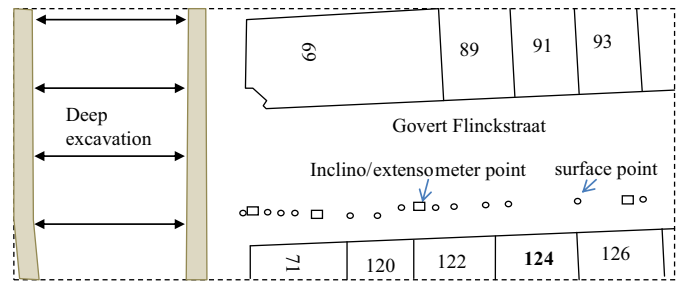 69
89
91
93
Deep
excavation
Govert Flinckstraat
Inclino/extensometer point
surface point
71
120
122
124
126